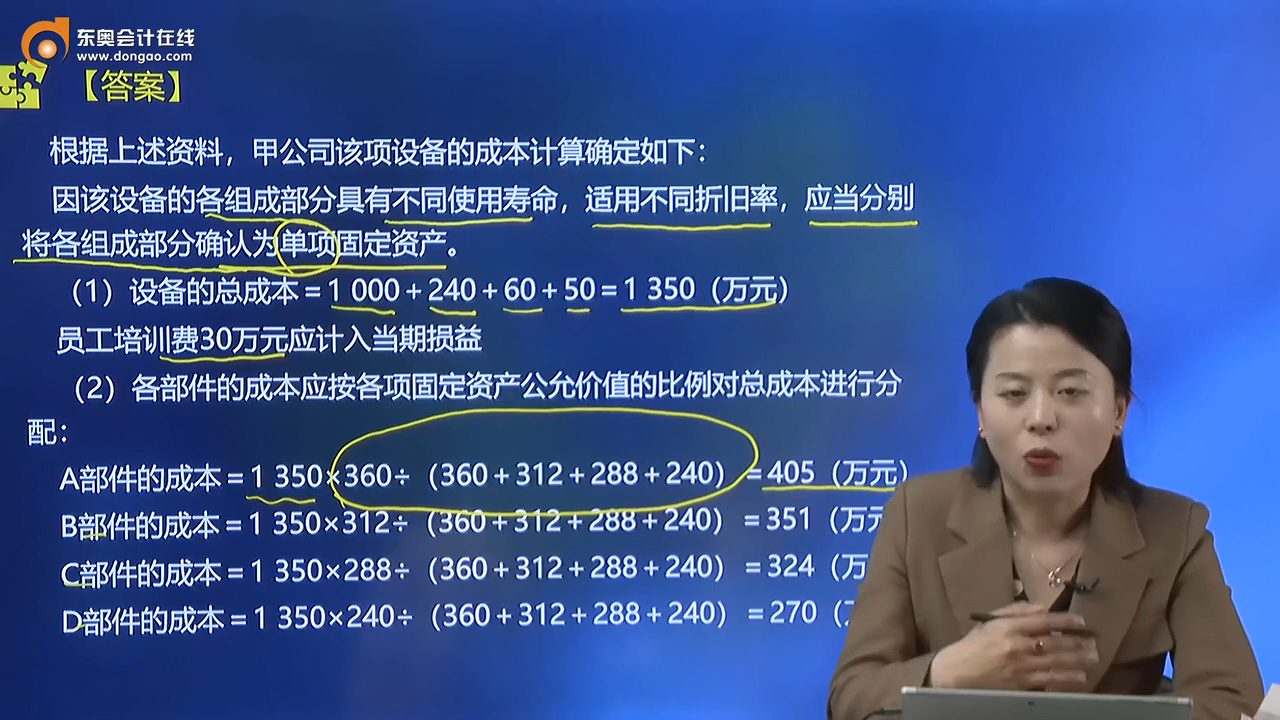 东奥会计在线
www.dongao.com
【答案】
根据上述资料，甲公司该项设备的成本计算确定如下：
因该设备的各组成部分具有不同使用寿命，适用不同折旧率，应当分别
将各组成部分确认为单项固定资产。
（1）设备的总成本＝1 000＋240＋60＋50＝1 350（万元）
员工培训费30万元应计入当期损益
（2）各部件的成本应按各项固定资产公允价值的比例对总成本进行分
配：
A部件的成本＝1 350×360÷（360＋312＋288＋240）＝405（万元）
B部件的成本＝1 350×312÷（360＋312＋288＋240）＝351（万元
C部件的成本＝1 350×288÷（360＋312＋288＋240）＝324（万
D部件的成本＝1 350×240÷（360＋312＋288＋240）＝270（